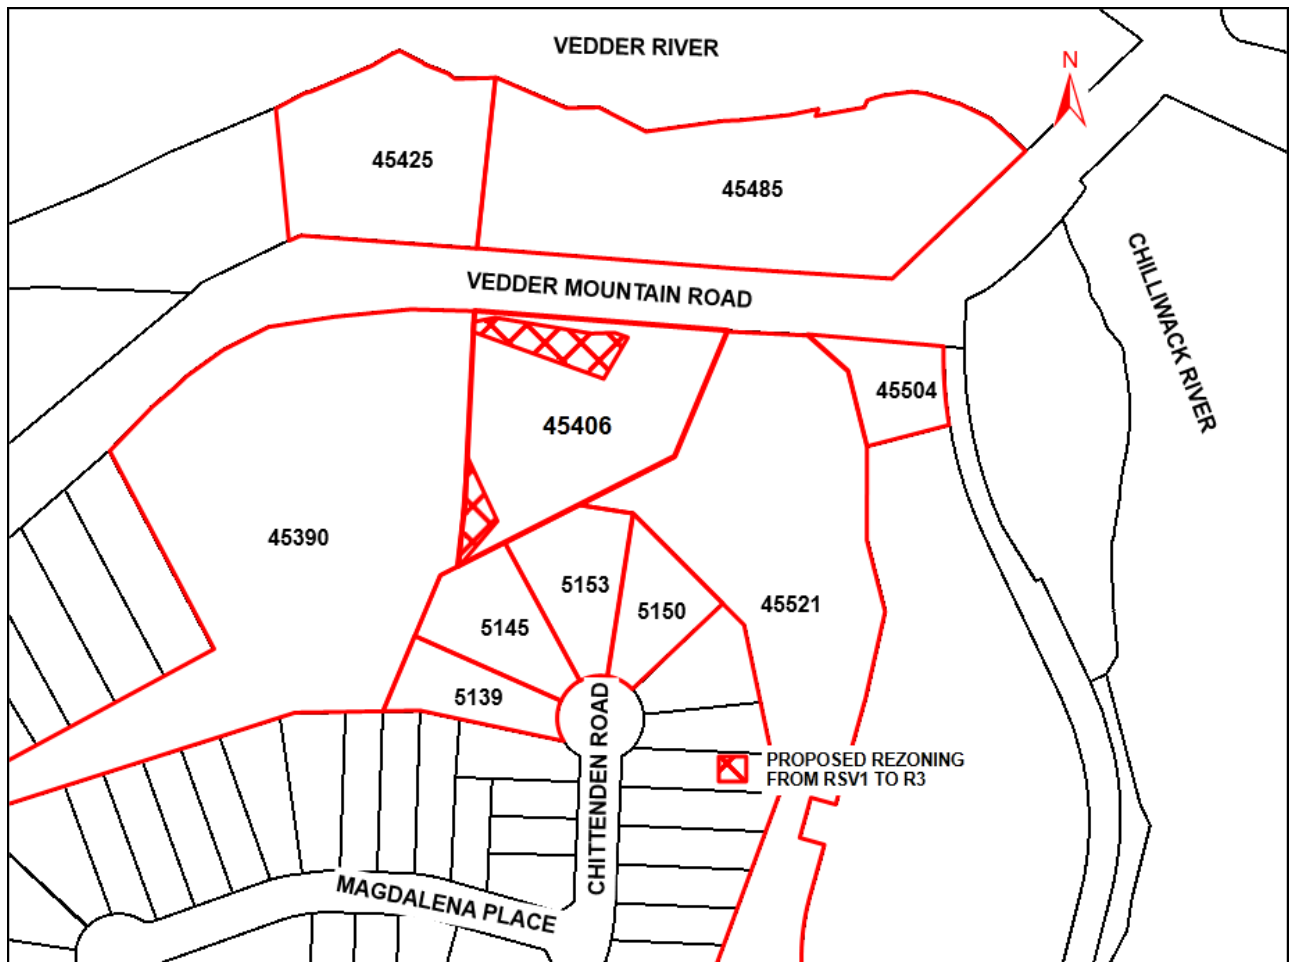 VEDDER RIVER
N
45425
45485
VEDDER MOUNTAIN ROAD
CHILLIWACK RIVER
45504
45406
45390
5153
5150
45521
5145
5139
CHITTENDEN ROAD
PROPOSED REZONING
FROM RSV1 TO R3
MAGDALENA PLACE